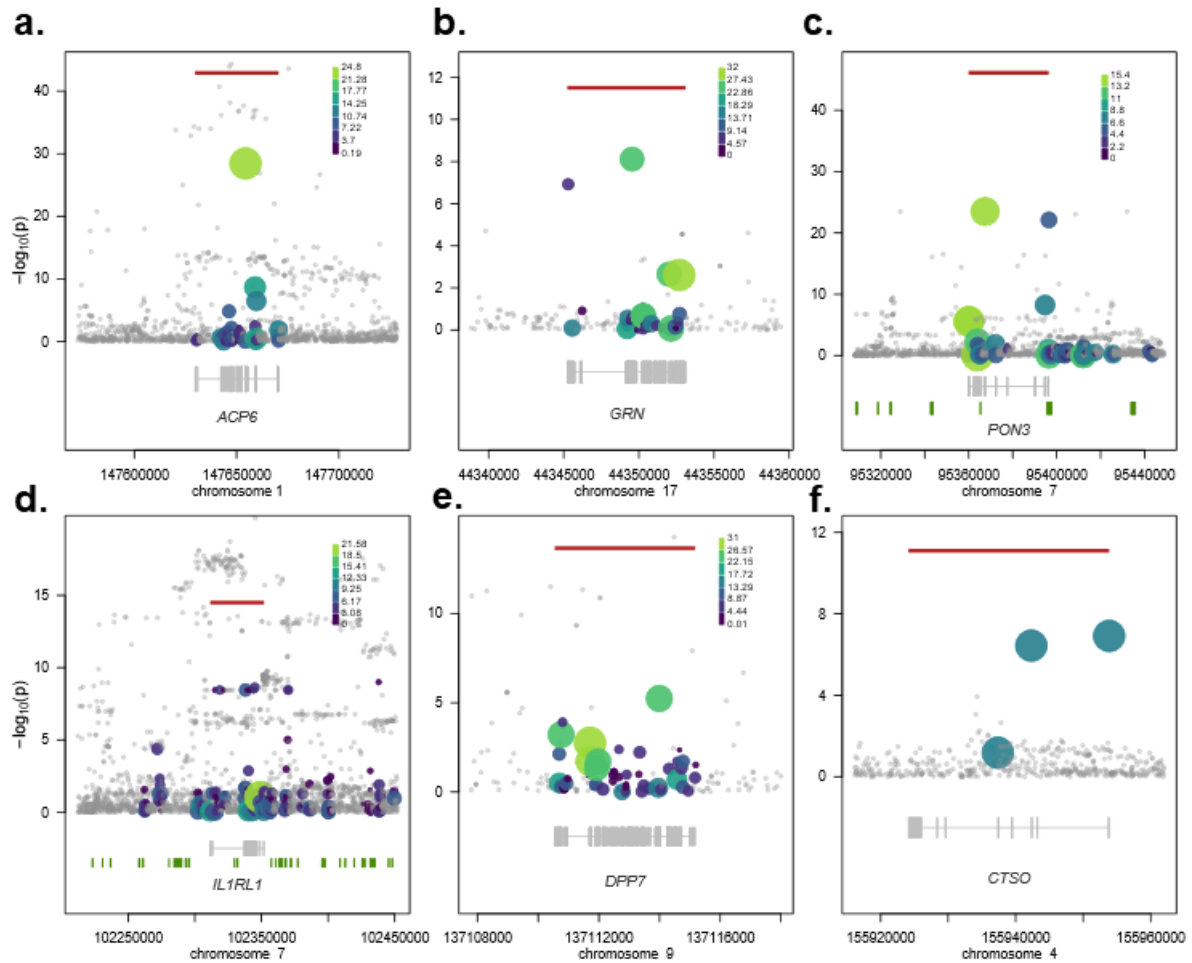 a.
24.8
21.28
17.77
14.25
10.74
7.22
3.7
0.19
40
30
20
10
0
−log10(p)
ACP6
147600000 147650000 147700000
chromosome 1
b.
32
27.43
22.86
18.29
13.71
9.14
4.57
0
12
10
8
6
4
2
0
GRN
44340000 44345000 44350000 44355000 44360000
chromosome 17
c.
15.4
13.2
11
8.8
6.6
4.4
2.2
0
40
30
20
10
0
PON3
95320000 95360000 95400000 95440000
chromosome 7
d.
21.58
18.5
15.41
12.33
9.25
6.17
3.08
0
15
10
5
0
−log10(p)
IL1RL1
102250000 102350000 102450000
chromosome 7
e.
31
26.57
22.15
17.72
13.29
8.87
4.44
0.01
10
5
0
DPP7
137108000 137112000 137116000
chromosome 9
f.
12
8
4
0
CTSO
155920000 155940000 155960000
chromosome 4